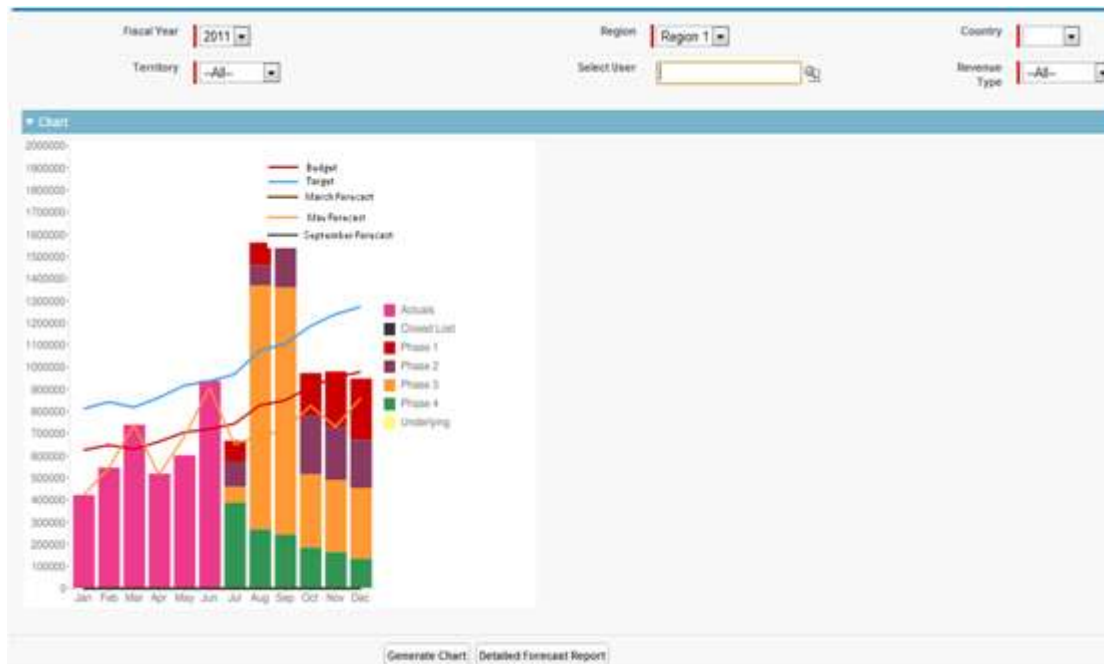 Fiscal Year 2011 Region Region 1 Country
Territory --All-- Select User Revenue Type --All--
Chart
2000000
1900000
1800000
1700000
1600000
1500000
1400000
1300000
1200000
1100000
1000000
900000
800000
700000
600000
500000
400000
300000
200000
100000
0
Budget
Target
March Forecast
May Forecast
September Forecast
Actuals
Closed Lost
Phase 1
Phase 2
Phase 3
Phase 4
Underlying
Jan Feb Mar Apr May Jun Jul Aug Sep Oct Nov Dec
Generate Chart Detailed Forecast Report